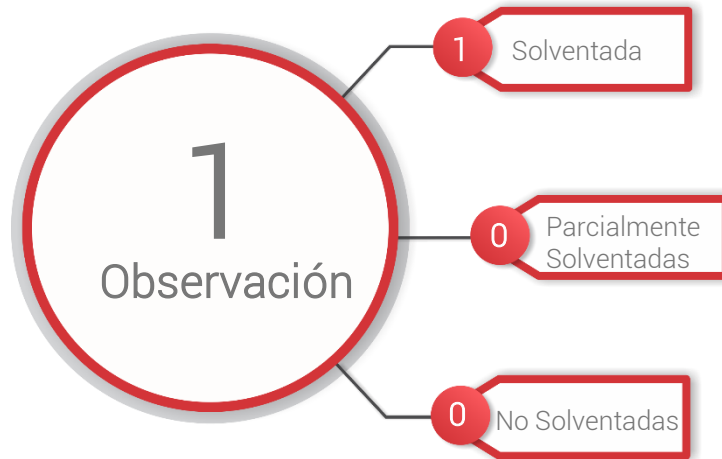 1
Observación
1
Solventada
0
Parcialmente
Solventadas
0
No Solventadas